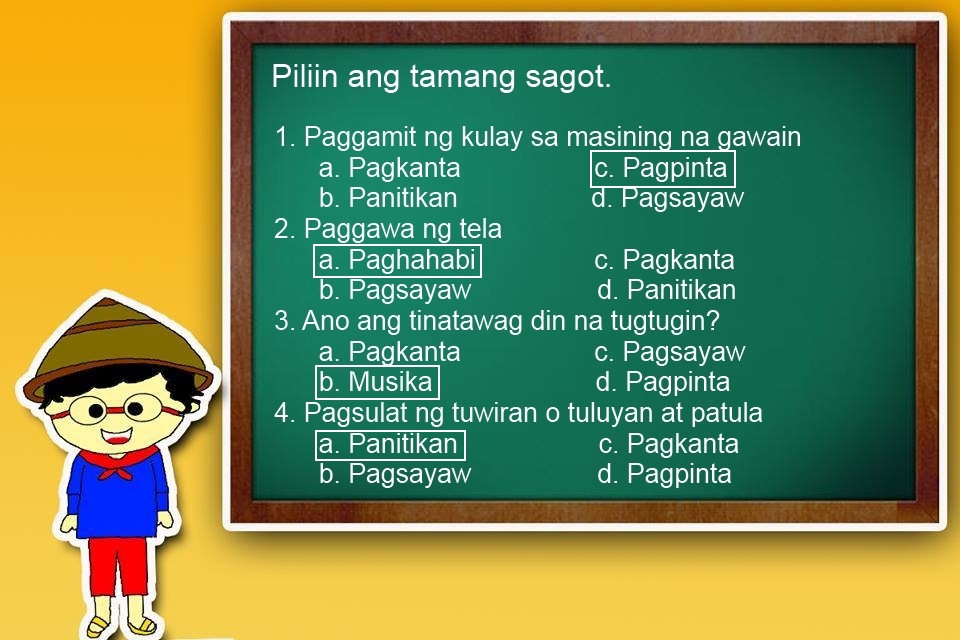 Piliin ang tamang sagot.
1. Paggamit ng kulay sa masining na gawain
a. Pagkanta c. Pagpinta
b. Panitikan d. Pagsayaw
2. Paggawa ng tela
a. Paghahabi c. Pagkanta
b. Pagsayaw d. Panitikan
3. Ano ang tinatawag din na tugtugin?
a. Pagkanta c. Pagsayaw
b. Musika d. Pagpinta
4. Pagsulat ng tuwiran o tuluyan at patula
a. Panitikan c. Pagkanta
b. Pagsayaw d. Pagpinta